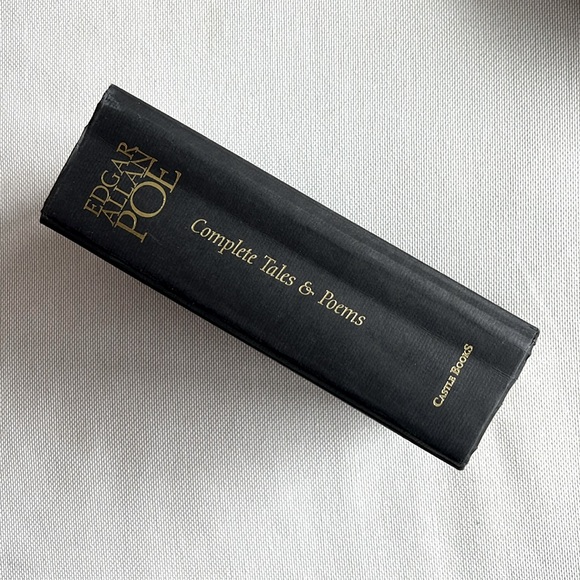 EDGAR
ALLAN
POE
Complete Tales & Poems
CASTLE BOOKS